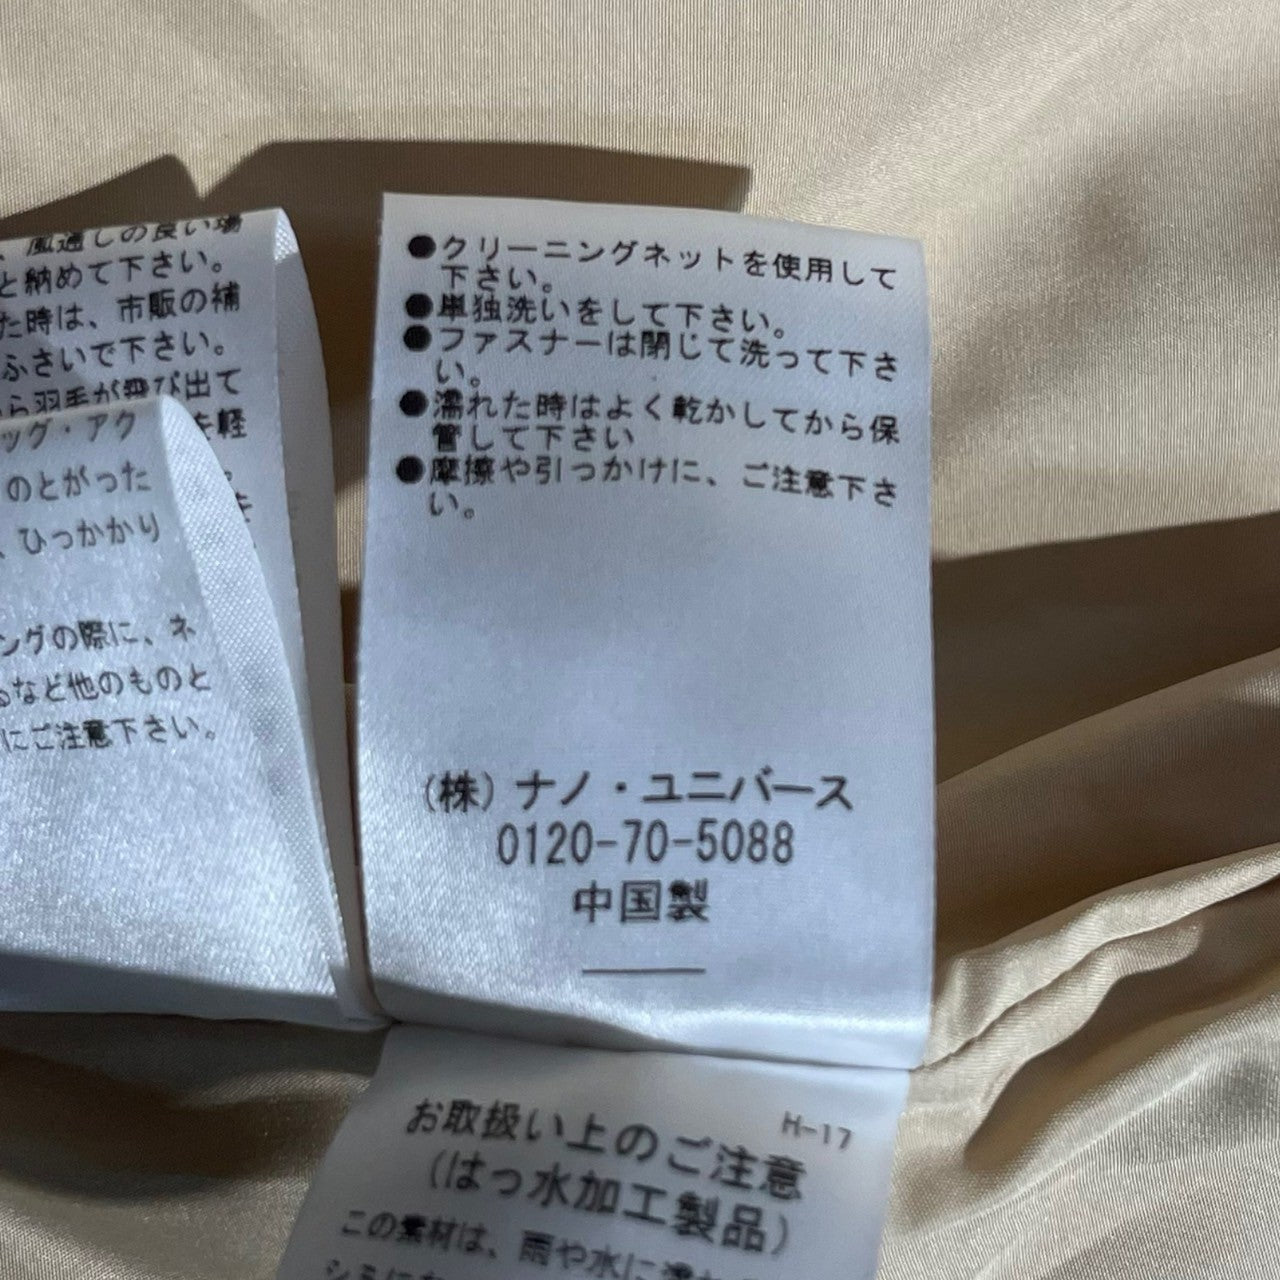 風通しの良い場
と納めて下さい。
た時は、市販の補
ふさいで下さい。
ら羽毛が飛び出て
ッグ・アク
を軽
のとがった
、ひっかかり
ングの際に、ネ
るなど他のものと
にご注意下さい。
●クリーニングネットを使用して
下さい。
●単独洗いをして下さい。
●ファスナーは閉じて洗って下さ
い。
●濡れた時はよく乾かしてから保
管して下さい
●摩擦や引っかけに、ご注意下さ
い。
(株) ナノ・ユニバース
0120-70-5088
中国製
H-17
お取扱い上のご注意
(はっ水加工製品)
この素材は、雨や水に濡れ